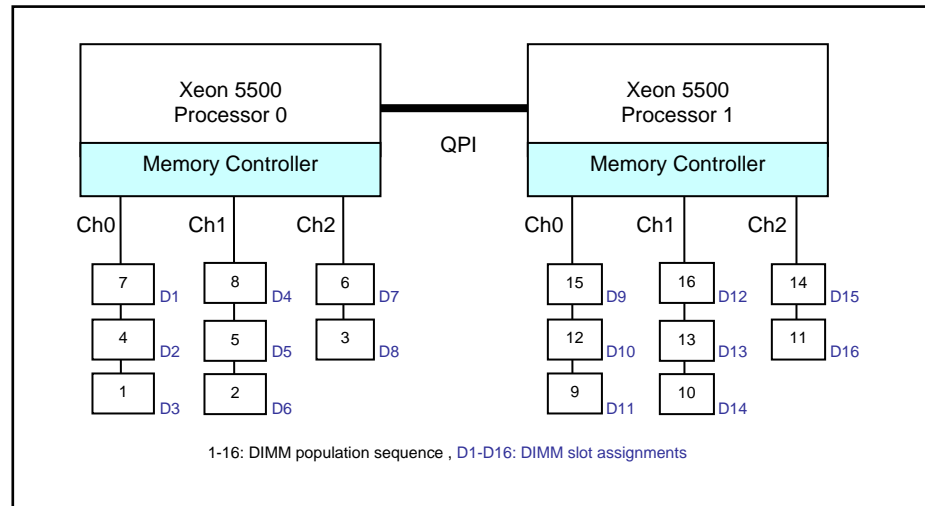 Xeon 5500
Processor 0
Xeon 5500
Processor 1
QPI
Memory Controller
Memory Controller
Ch0
Ch1
Ch2
Ch0
Ch1
Ch2
7
D1
8
D4
6
D7
15
D9
16
D12
14
D15
4
D2
5
D5
3
D8
12
D10
13
D13
11
D16
1
D3
2
D6
9
D11
10
D14
1-16: DIMM population sequence , D1-D16: DIMM slot assignments